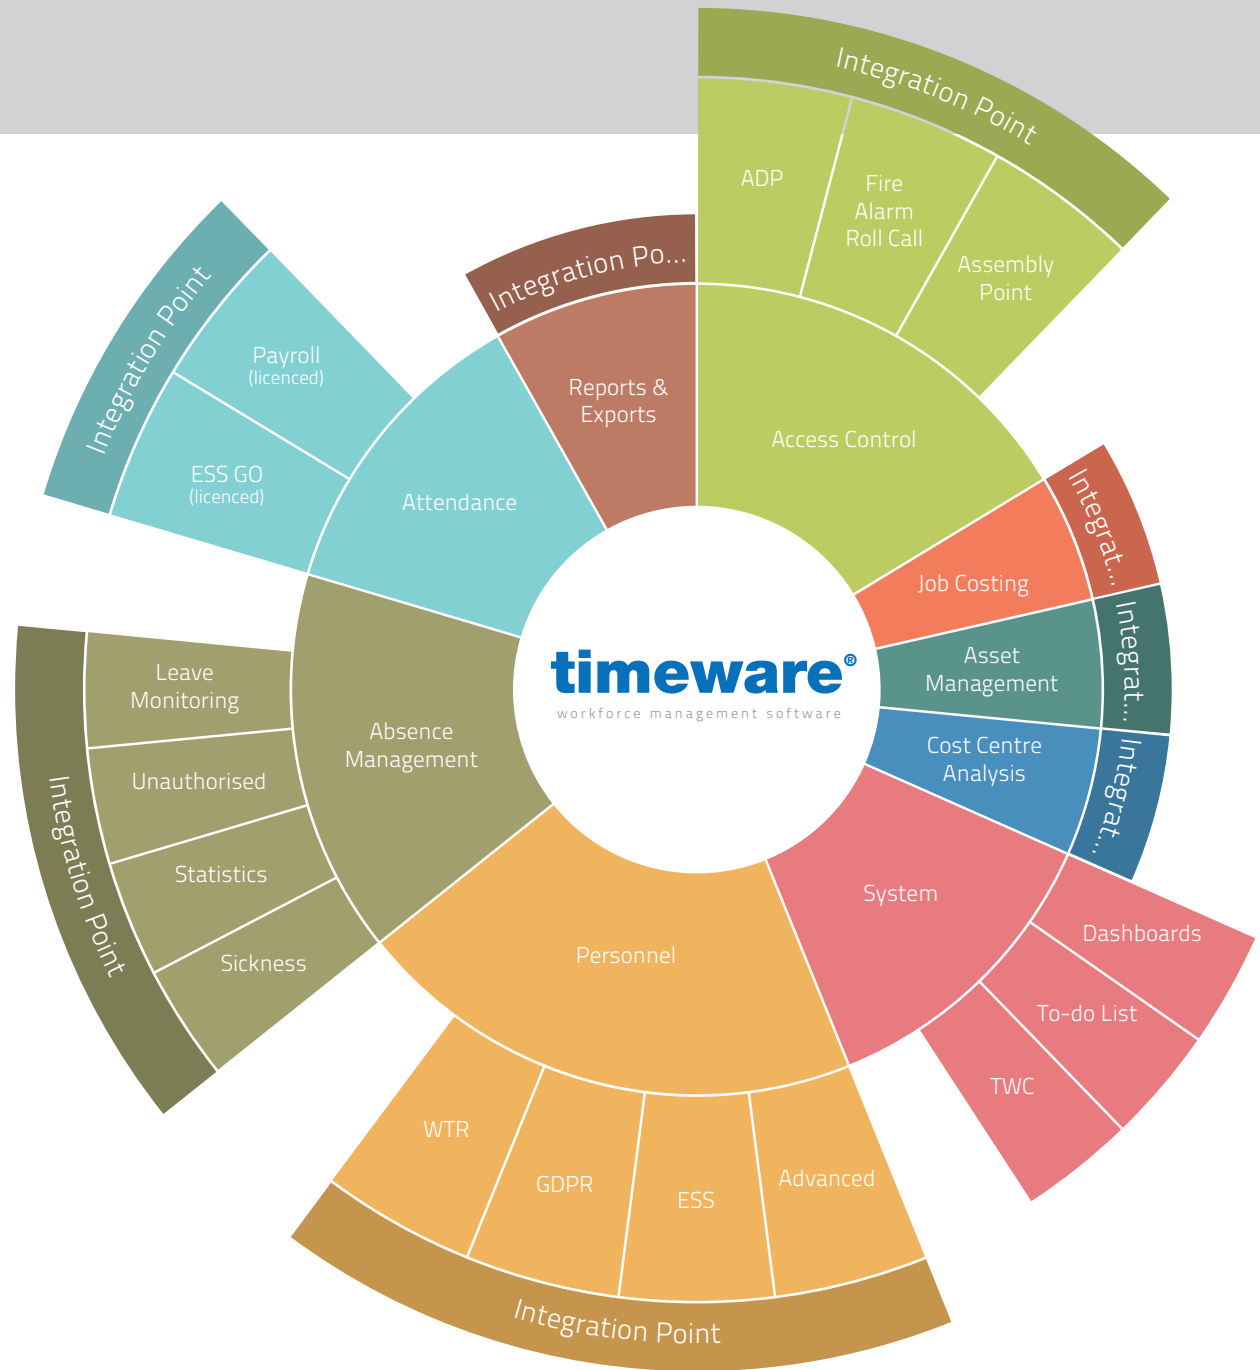 Integration Point
ADP
Fire
Alarm
Roll Call
Assembly
Point
Access Control
Integrat...
Job Costing
Integrat...
Asset
Management
Integrat...
Cost Centre
Analysis
System
Dashboards
To-do List
TWC
Personnel
Advanced
ESS
GDPR
WTR
Integration Point
Absence
Management
Sickness
Statistics
Unauthorised
Leave
Monitoring
Integration Point
Attendance
ESS GO
(licenced)
Payroll
(licenced)
Integration Point
Reports &
Exports
Integration Po...
timeware®
workforce management software